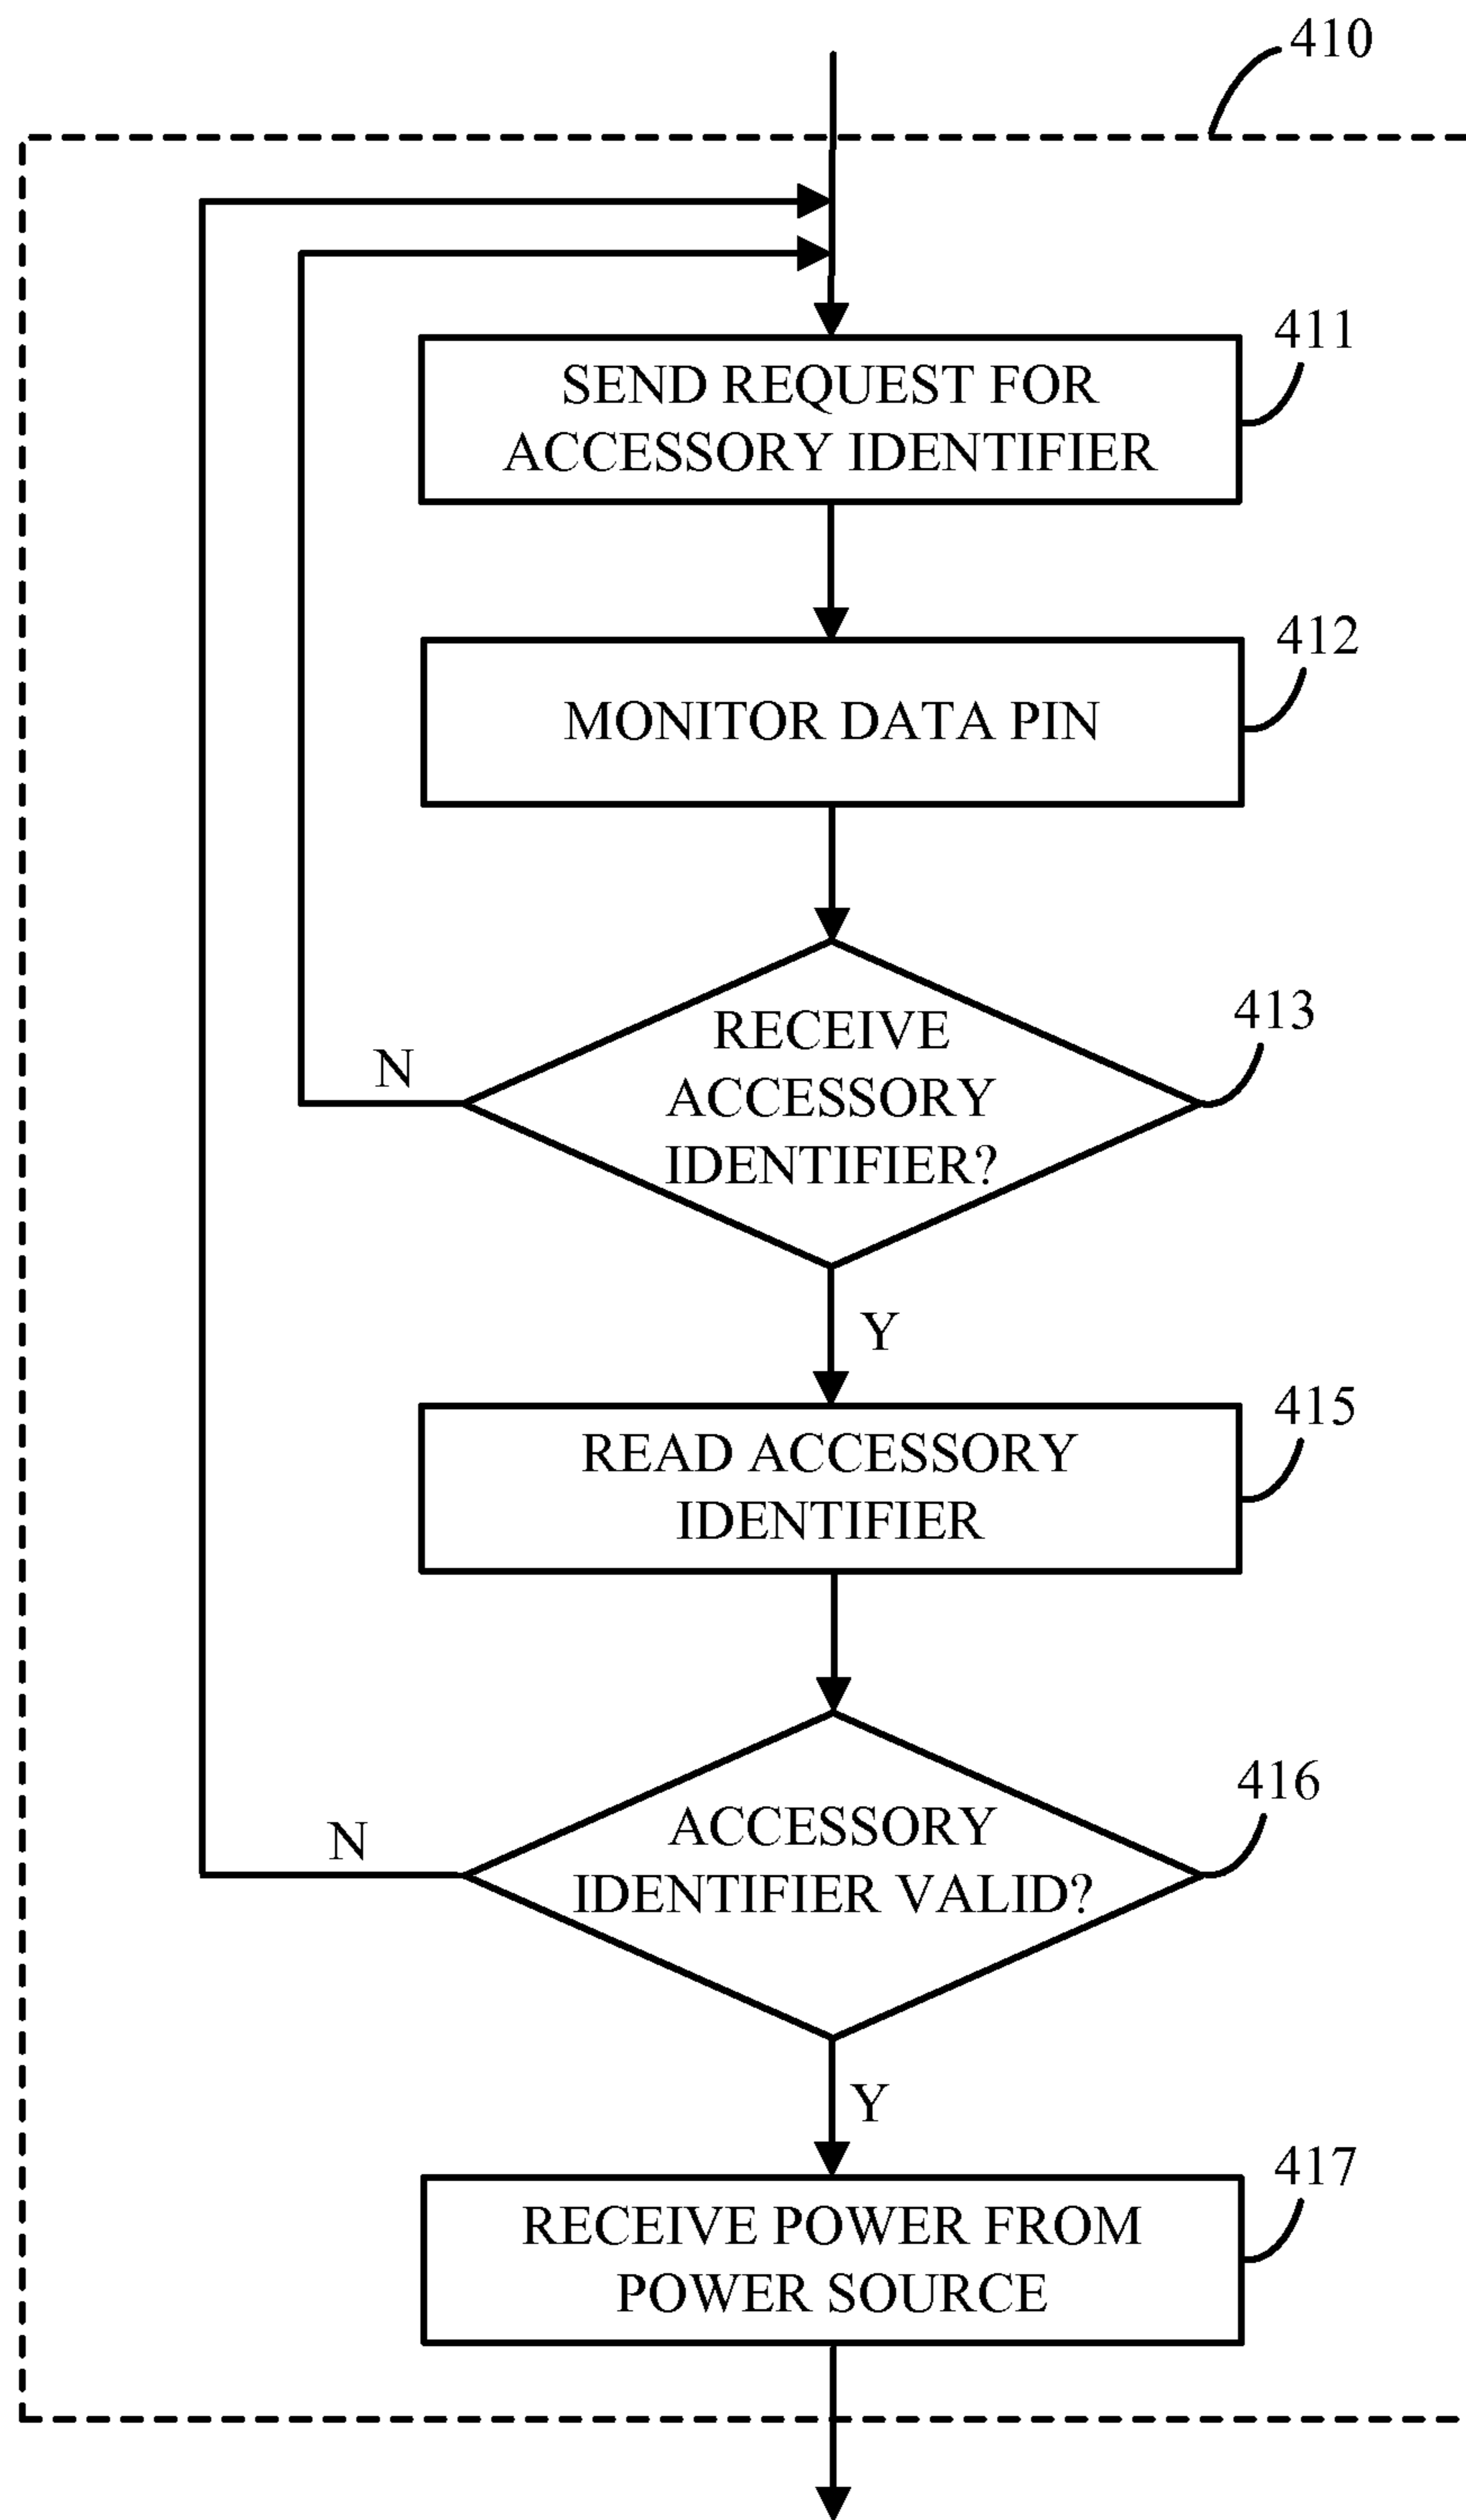 410
411
SEND REQUEST FOR
ACCESSORY IDENTIFIER
412
MONITOR DATA PIN
413
RECEIVE
ACCESSORY
IDENTIFIER?
N
Y
415
READ ACCESSORY
IDENTIFIER
416
ACCESSORY
IDENTIFIER VALID?
N
Y
417
RECEIVE POWER FROM
POWER SOURCE